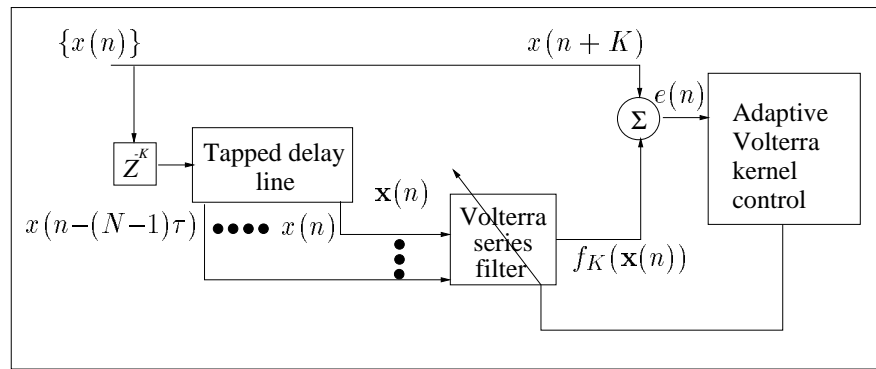 {x(n)}
x(n + K)
e(n)
Σ
Adaptive
Volterra
kernel
control
Z^-K
Tapped delay
line
x(n)
x(n−(N−1)τ)
x(n)
Volterra
series
filter
f_K(x(n))